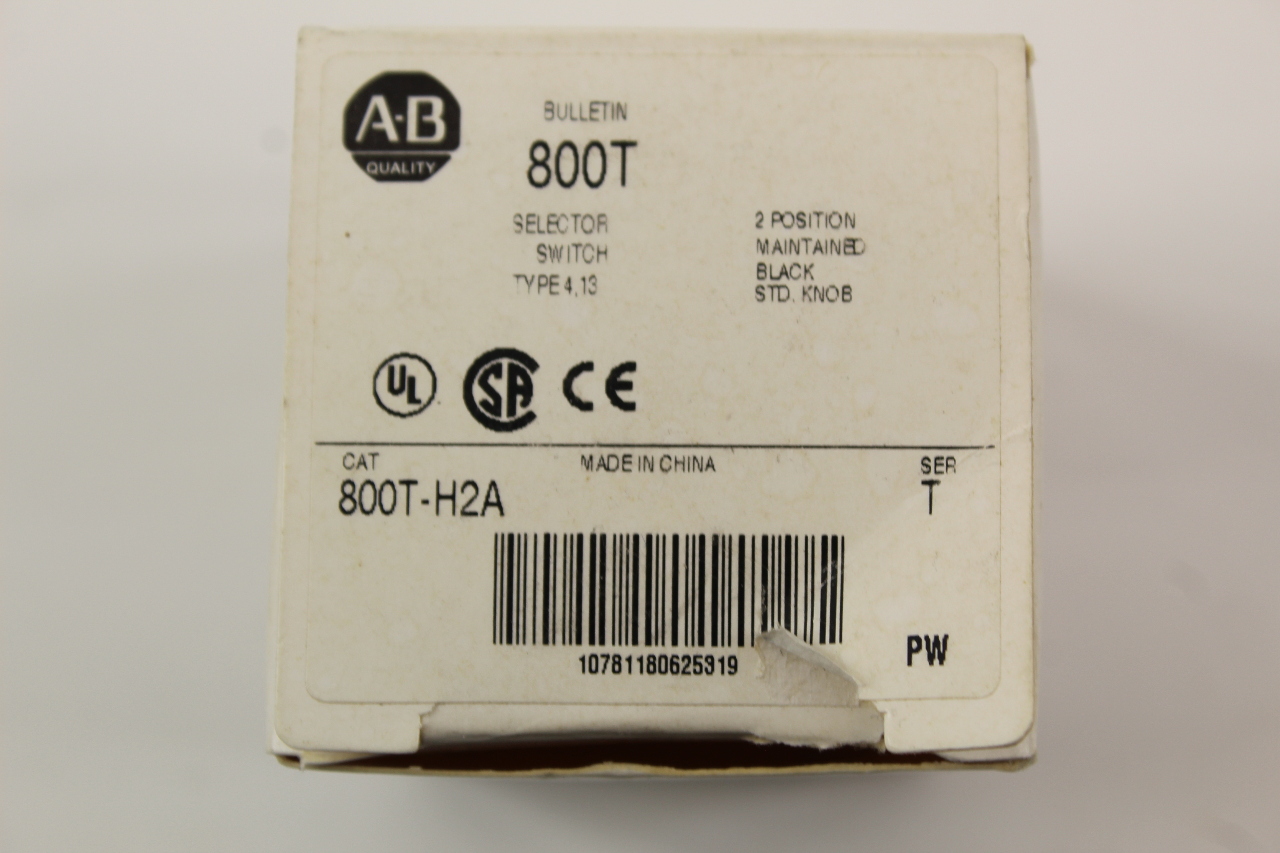 A-B
QUALITY
BULLETIN
800T
SELECTOR
SWITCH
TYPE 4,13
2 POSITION
MAINTAINED
BLACK
STD. KNOB
UL
SA
CE
CAT
800T-H2A
MADE IN CHINA
SER
T
10781180625319
PW